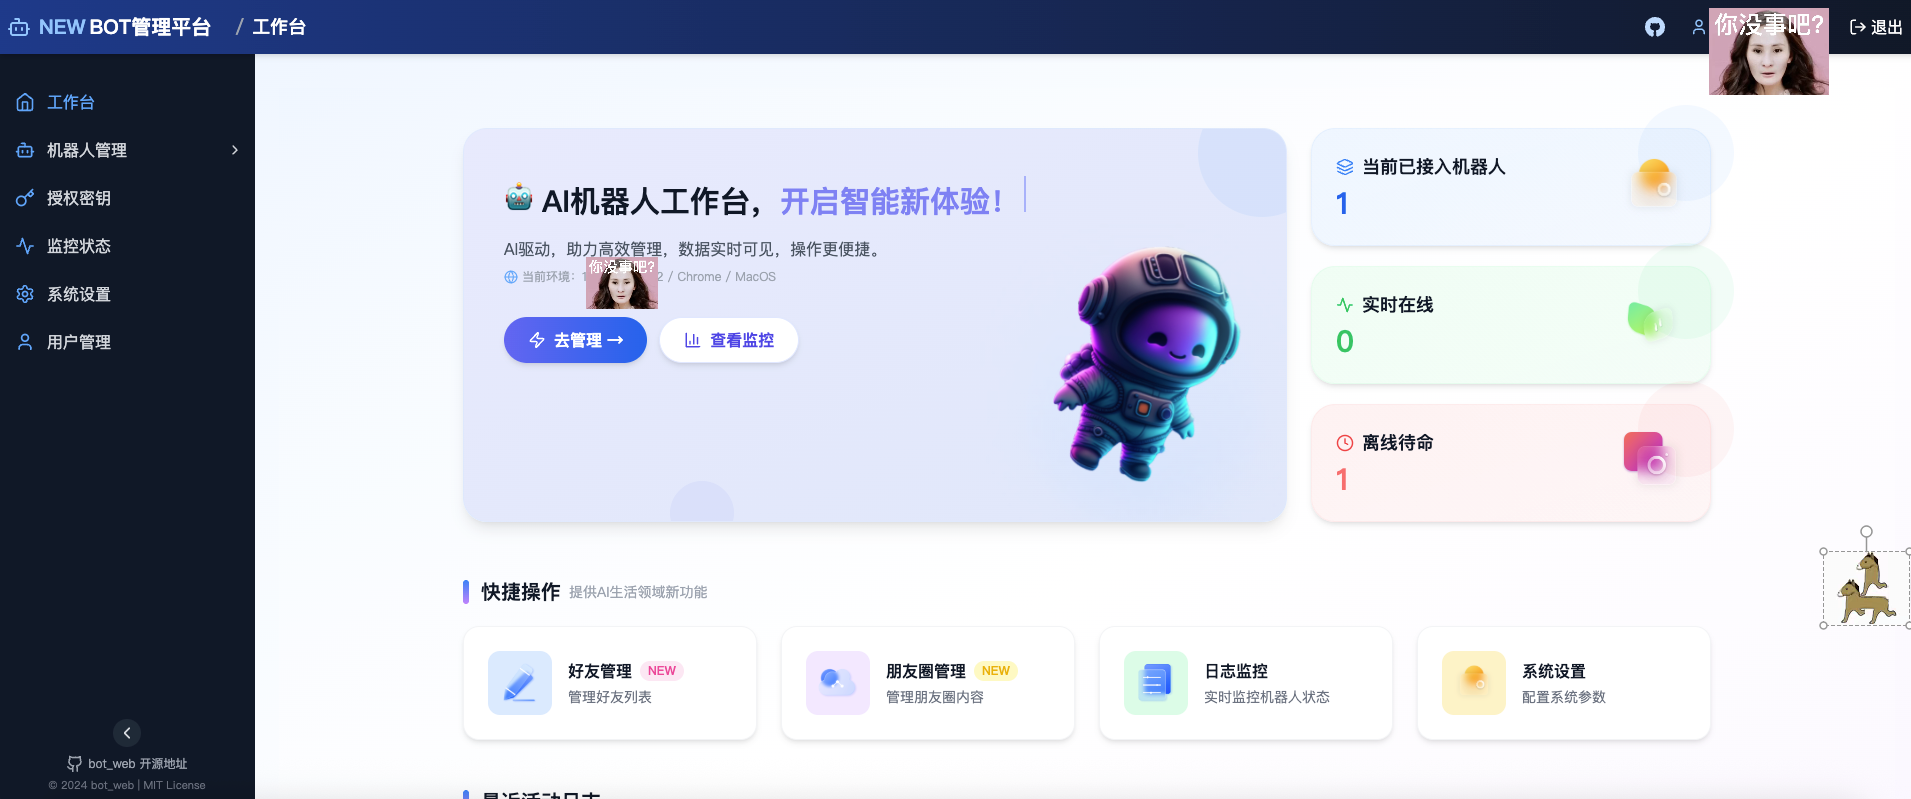 NEW BOT管理平台 / 工作台
你没事吧?
退出
工作台
机器人管理
授权密钥
监控状态
系统设置
用户管理
bot_web 开源地址
© 2024 bot_web | MIT License
AI机器人工作台，开启智能新体验！
AI驱动，助力高效管理，数据实时可见，操作更便捷。
当前环境： 2 / Chrome / MacOS
你没事吧?
去管理 →
查看监控
当前已接入机器人
1
实时在线
0
离线待命
1
快捷操作 提供AI生活领域新功能
好友管理 NEW
管理好友列表
朋友圈管理 NEW
管理朋友圈内容
日志监控
实时监控机器人状态
系统设置
配置系统参数
最近活动日志